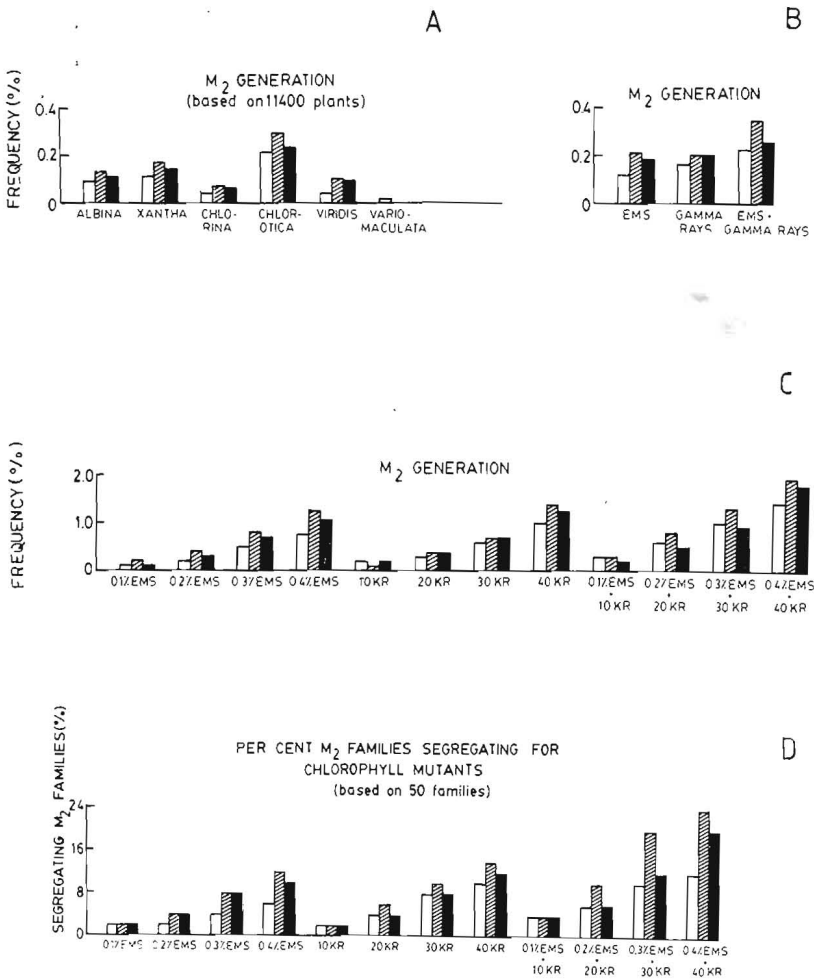 A
M2 GENERATION
(based on 11400 plants)
FREQUENCY (%)
0.4
0.2
0
ALBINA XANTHA CHLO- CHLOR- VIRIDIS VARIO-
RINA OTICA MACULATA
B
M2 GENERATION
0.4
0.2
0
EMS GAMMA EMS+
RAYS GAMMA RAYS
C
M2 GENERATION
FREQUENCY (%)
2.0
1.0
0
0.1%EMS 0.2%EMS 0.3%EMS 0.4%EMS 10 KR 20 KR 30 KR 40 KR 0.1%EMS 0.2%EMS 0.3%EMS 0.4%EMS
+ + + +
10 KR 20 KR 30 KR 40 KR
D
PER CENT M2 FAMILIES SEGREGATING FOR
CHLOROPHYLL MUTANTS
(based on 50 families)
SEGREGATING M2 FAMILIES (%)
24
16
8
0
0.1%EMS 0.2%EMS 0.3%EMS 0.4%EMS 10 KR 20 KR 30 KR 40 KR 0.1%EMS 0.2%EMS 0.3%EMS 0.4%EMS
+ + + +
10 KR 20 KR 30 KR 40 KR